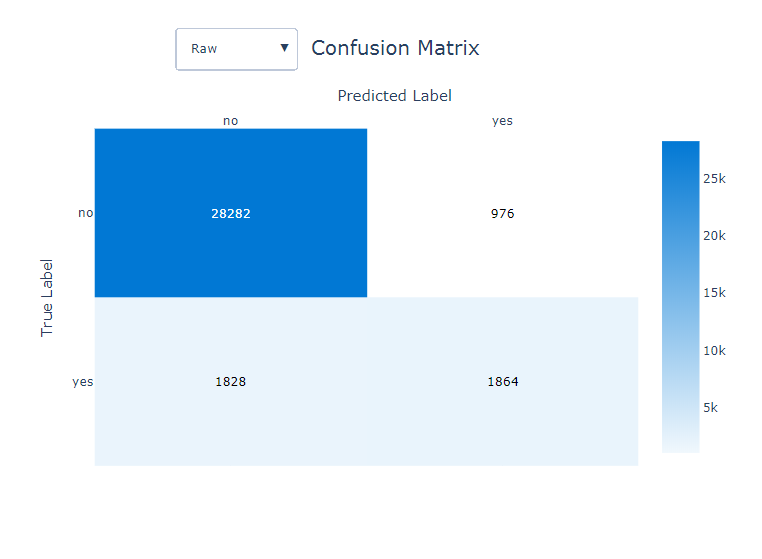 Raw ▼ Confusion Matrix
Predicted Label
no yes
no 28282 976
True Label
yes 1828 1864
25k
20k
15k
10k
5k